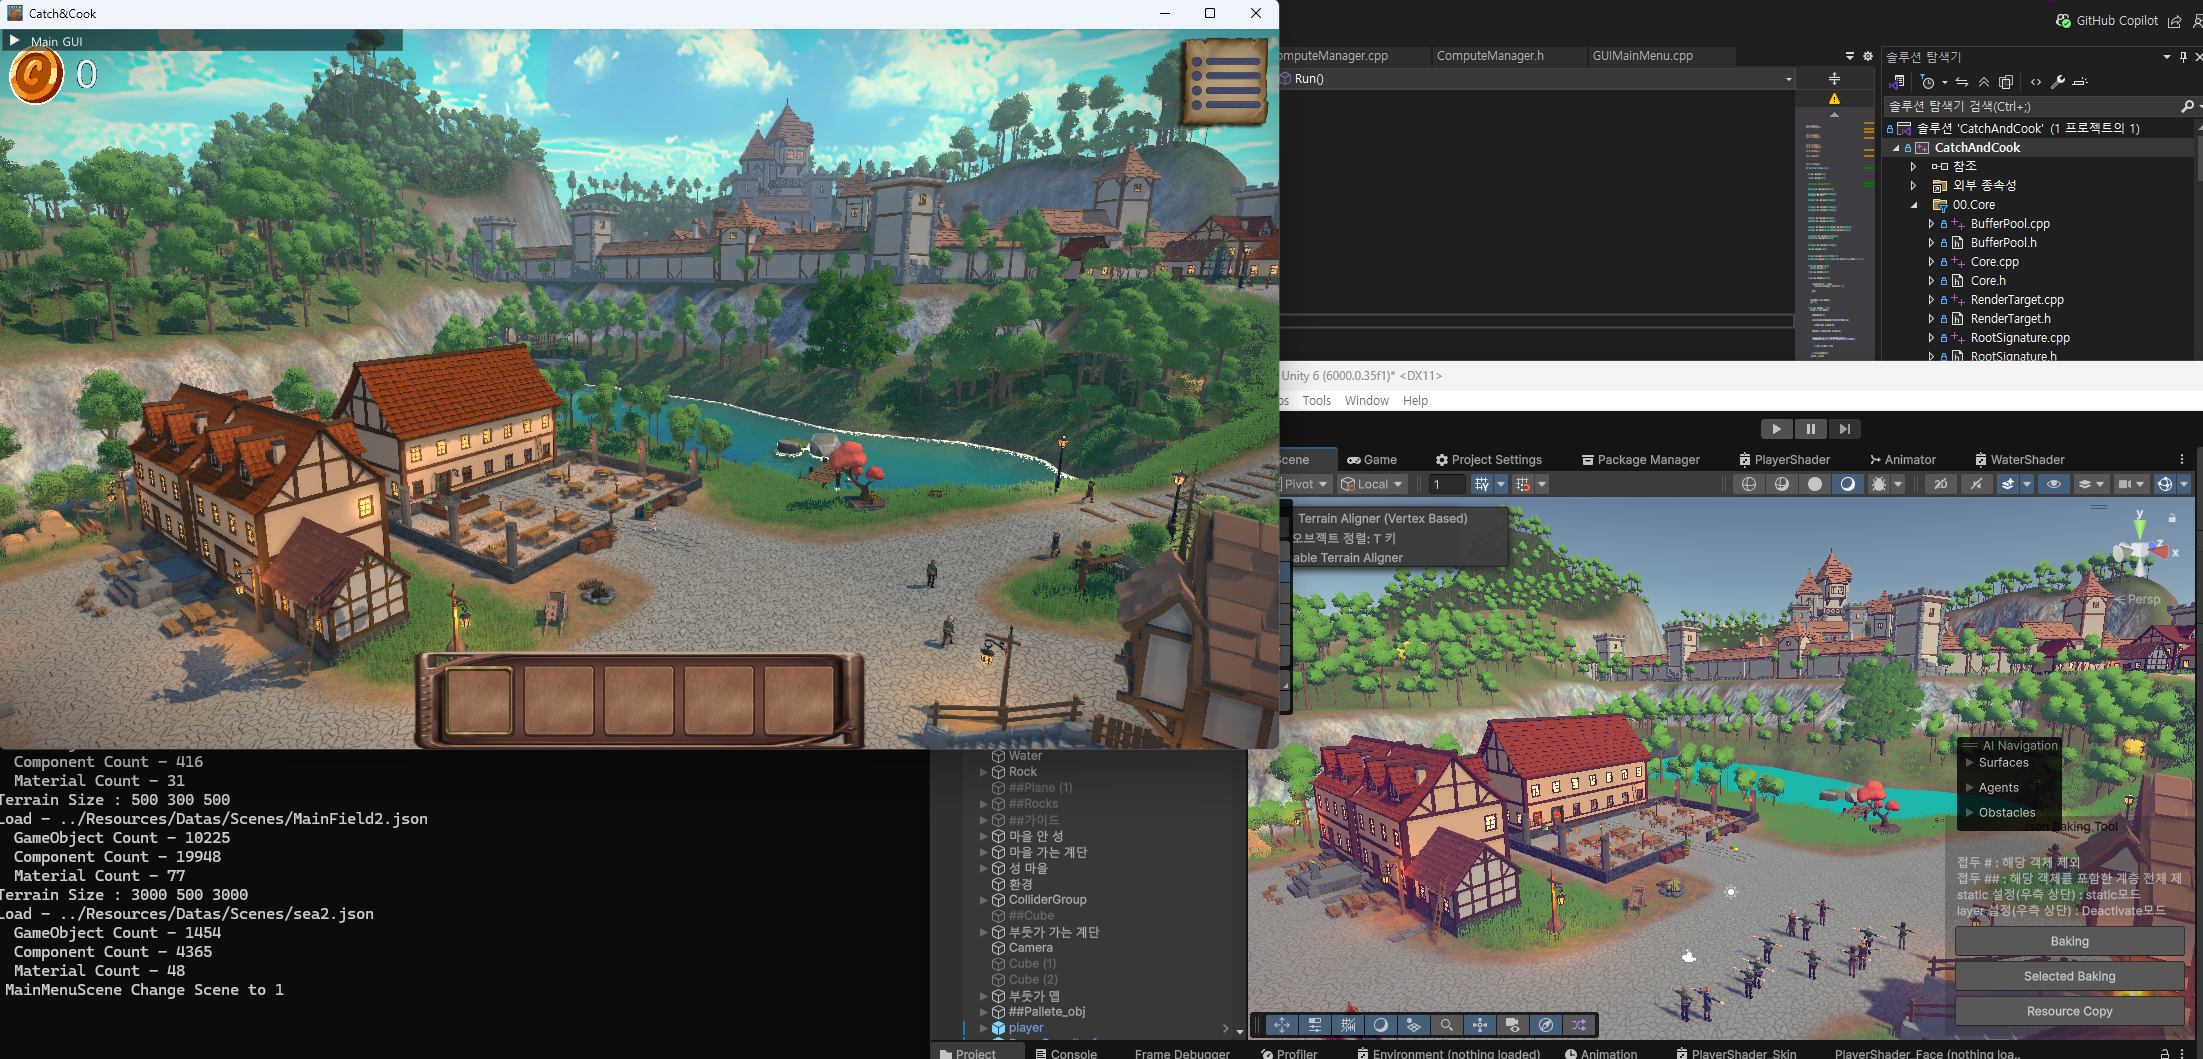 Catch&Cook
Main GUI
0
GitHub Copilot
ComputeManager.h
GUIMainMenu.cpp
Run()
솔루션 탐색기
솔루션 탐색기 검색(Ctrl+;)
솔루션 'CatchAndCook' (1 프로젝트의 1)
CatchAndCook
참조
외부 종속성
00.Core
BufferPool.cpp
BufferPool.h
Core.cpp
Core.h
RenderTarget.cpp
RenderTarget.h
RootSignature.cpp
RootSignature.h
Unity 6 (6000.0.35f1)* <DX11>
Tools Window Help
Scene Game Project Settings Package Manager PlayerShader Animator WaterShader
Pivot Local 1
Terrain Aligner (Vertex Based)
오브젝트 정렬: T 키
able Terrain Aligner
y
z
x
Persp
AI Navigation
Surfaces
Agents
Obstacles
Json Baking Tool
접두 # : 해당 객체 제외
접두 ## : 해당 객체를 포함한 계층 전체 제
static 설정(우측 상단) : static모드
layer 설정(우측 상단) : Deactivate모드
Baking
Selected Baking
Resource Copy
Component Count - 416
Material Count - 31
Terrain Size : 500 300 500
Load - ../Resources/Datas/Scenes/MainField2.json
GameObject Count - 10225
Component Count - 19948
Material Count - 77
Terrain Size : 3000 500 3000
Load - ../Resources/Datas/Scenes/sea2.json
GameObject Count - 1454
Component Count - 4365
Material Count - 48
MainMenuScene Change Scene to 1
Water
Rock
##Plane (1)
##Rocks
##가이드
마을 안 성
마을 가는 계단
성 마을
환경
ColliderGroup
##Cube
부둣가 가는 계단
Camera
Cube (1)
Cube (2)
부둣가 맵
##Pallete_obj
player
Project Console Frame Debugger Profiler Environment (nothing loaded) Animation PlayerShader_Skin PlayerShader_Face (nothing loa..